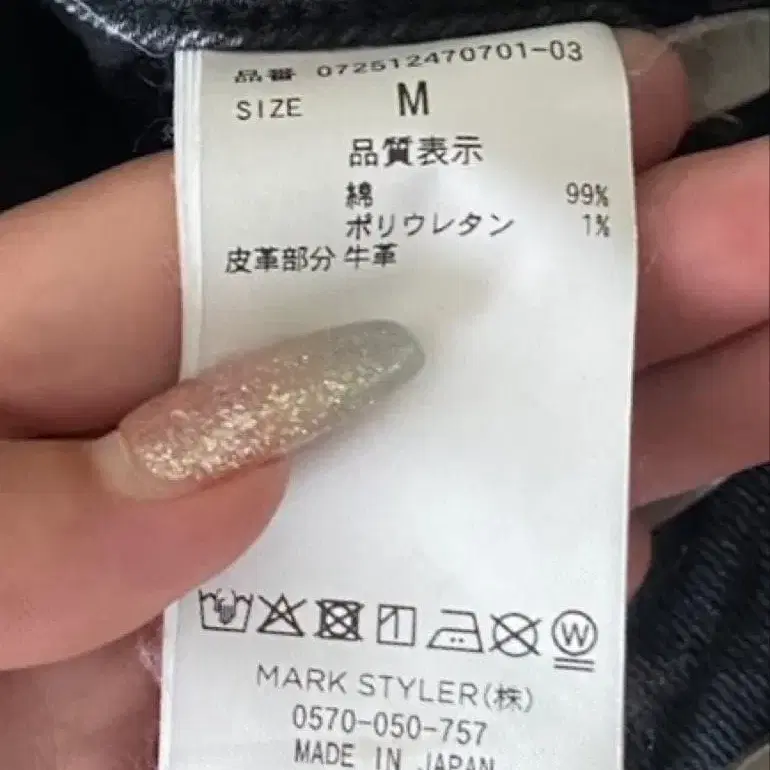 品番 072512470701-03
SIZE M
品質表示
綿 99%
ポリウレタン 1%
皮革部分 牛革
W
MARK STYLER(株)
0570-050-757
MADE IN JAPAN